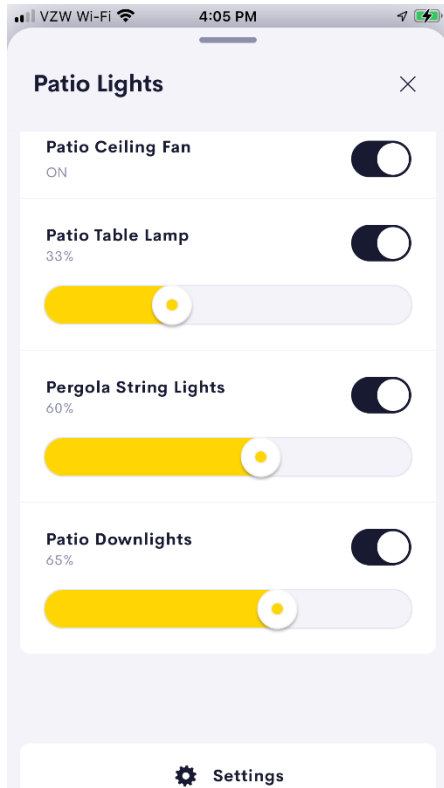 VZW Wi-Fi 4:05 PM
Patio Lights
Patio Ceiling Fan
ON
Patio Table Lamp
33%
Pergola String Lights
60%
Patio Downlights
65%
Settings